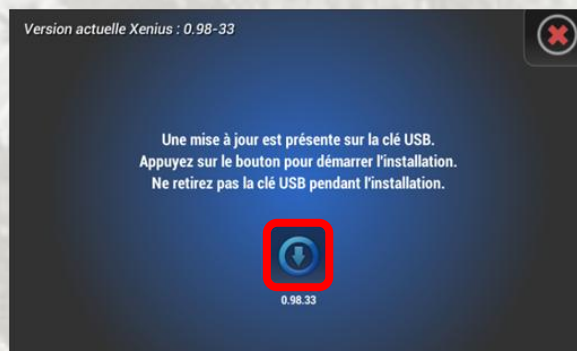 Version actuelle Xenius : 0.98-33
Une mise à jour est présente sur la clé USB.
Appuyez sur le bouton pour démarrer l'installation.
Ne retirez pas la clé USB pendant l'installation.
0.98.33